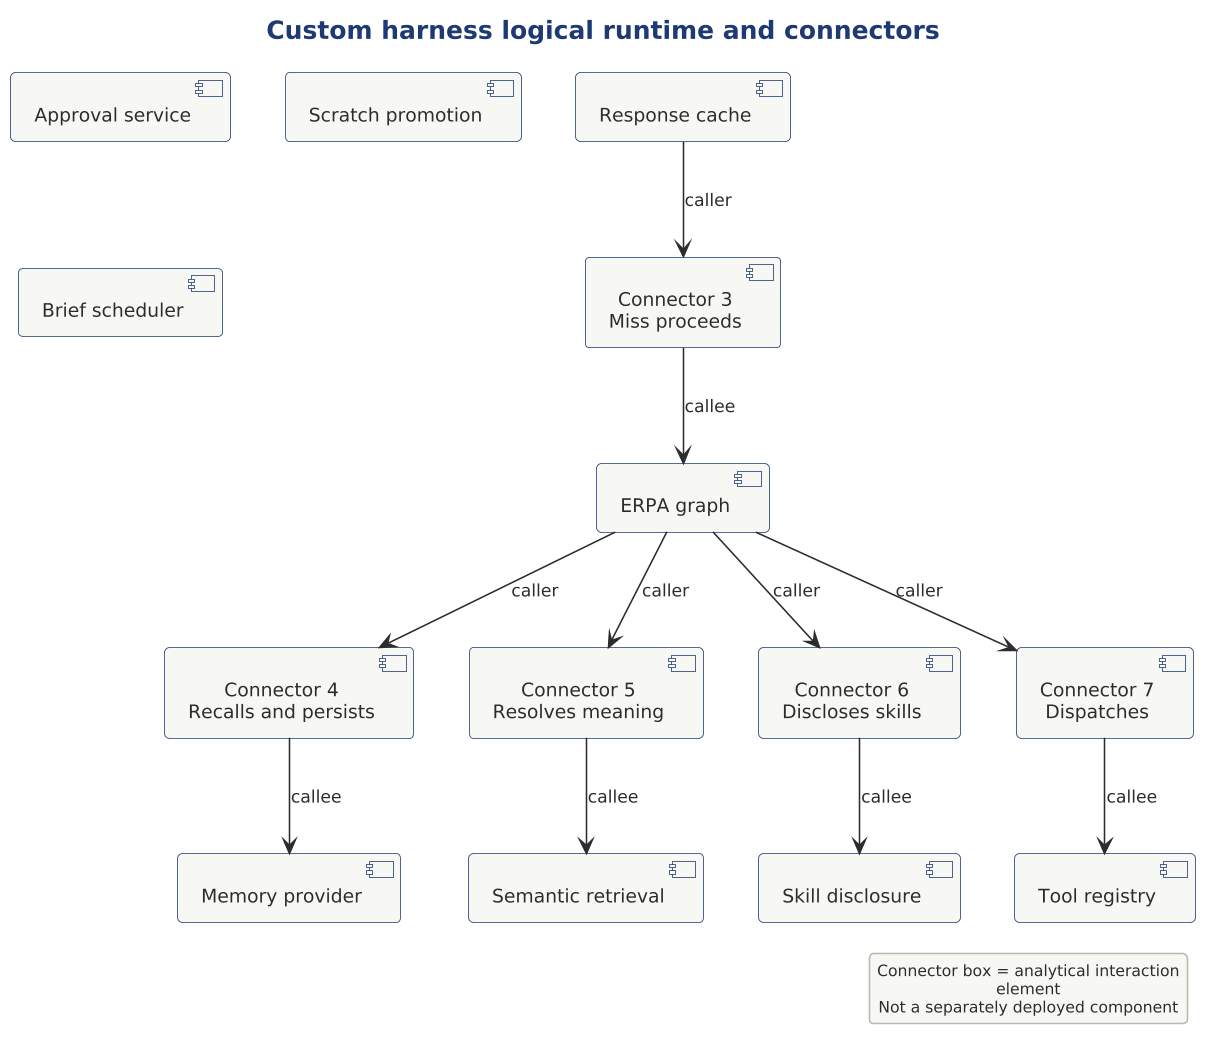 Custom harness logical runtime and connectors
Approval service
Scratch promotion
Response cache
caller
Brief scheduler
Connector 3
Miss proceeds
callee
ERPA graph
caller
caller
caller
caller
Connector 4
Recalls and persists
Connector 5
Resolves meaning
Connector 6
Discloses skills
Connector 7
Dispatches
callee
callee
callee
callee
Memory provider
Semantic retrieval
Skill disclosure
Tool registry
Connector box = analytical interaction
element
Not a separately deployed component